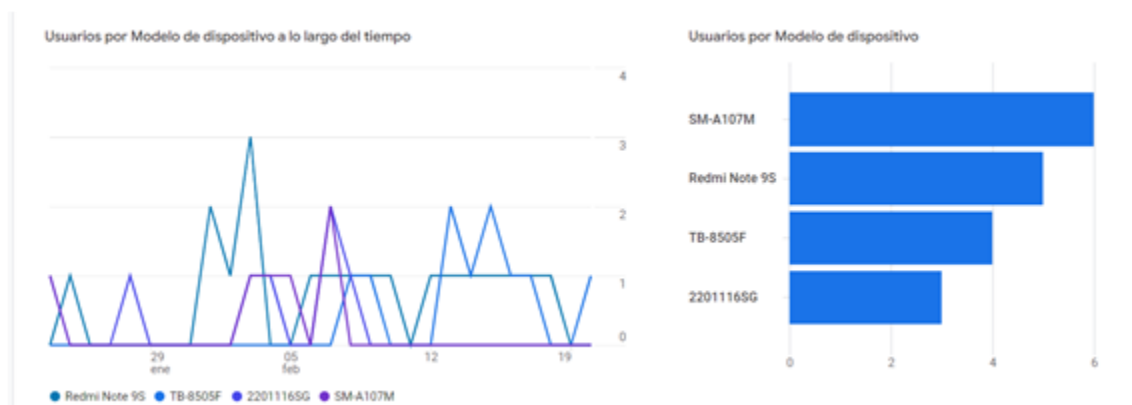 Usuarios por Modelo de dispositivo a lo largo del tiempo
4
3
2
1
0
29
ene
05
feb
12
19
Redmi Note 9S TB-8505F 2201116SG SM-A107M
Usuarios por Modelo de dispositivo
SM-A107M
Redmi Note 9S
TB-8505F
2201116SG
0 2 4 6